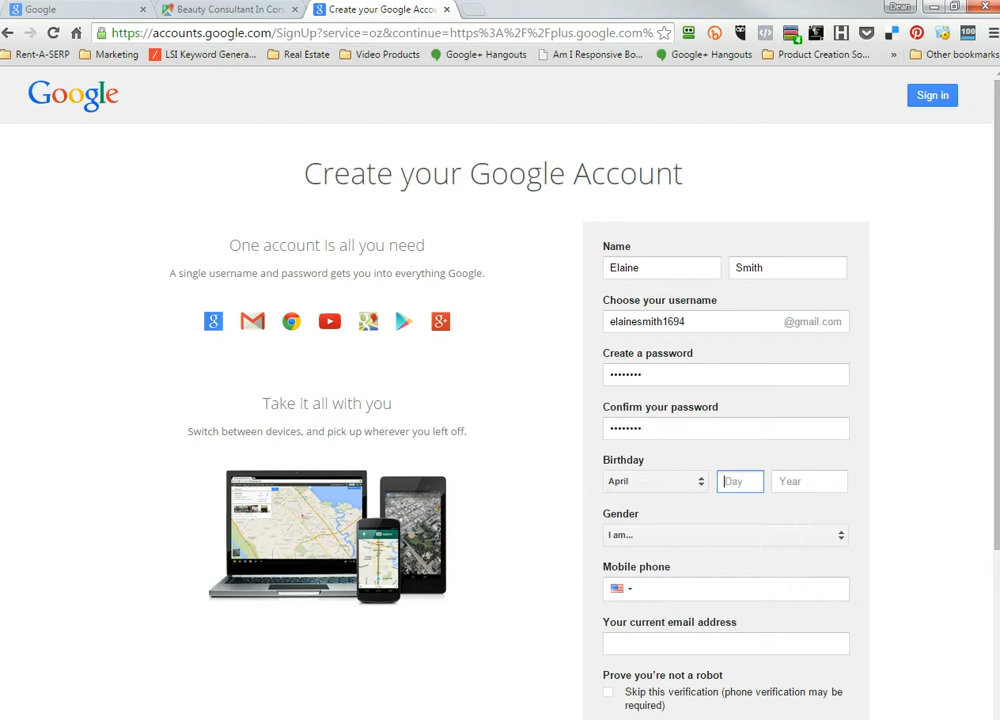 Google
Beauty Consultant In Con
Create your Google Accou
Dean
https://accounts.google.com/SignUp?service=oz&continue=https%3A%2F%2Fplus.google.com%
100
Rent-A-SERP
Marketing
LSI Keyword Genera...
Real Estate
Video Products
Google+ Hangouts
Am I Responsive Boo...
Google+ Hangouts
Product Creation So...
»
Other bookmarks
Google
Sign in
Create your Google Account
One account is all you need
A single username and password gets you into everything Google.
Take it all with you
Switch between devices, and pick up wherever you left off.
Name
Elaine
Smith
Choose your username
elainesmith1694
@gmail.com
Create a password
••••••••
Confirm your password
••••••••
Birthday
April
Day
Year
Gender
I am...
Mobile phone
Your current email address
Prove you're not a robot
Skip this verification (phone verification may be
required)